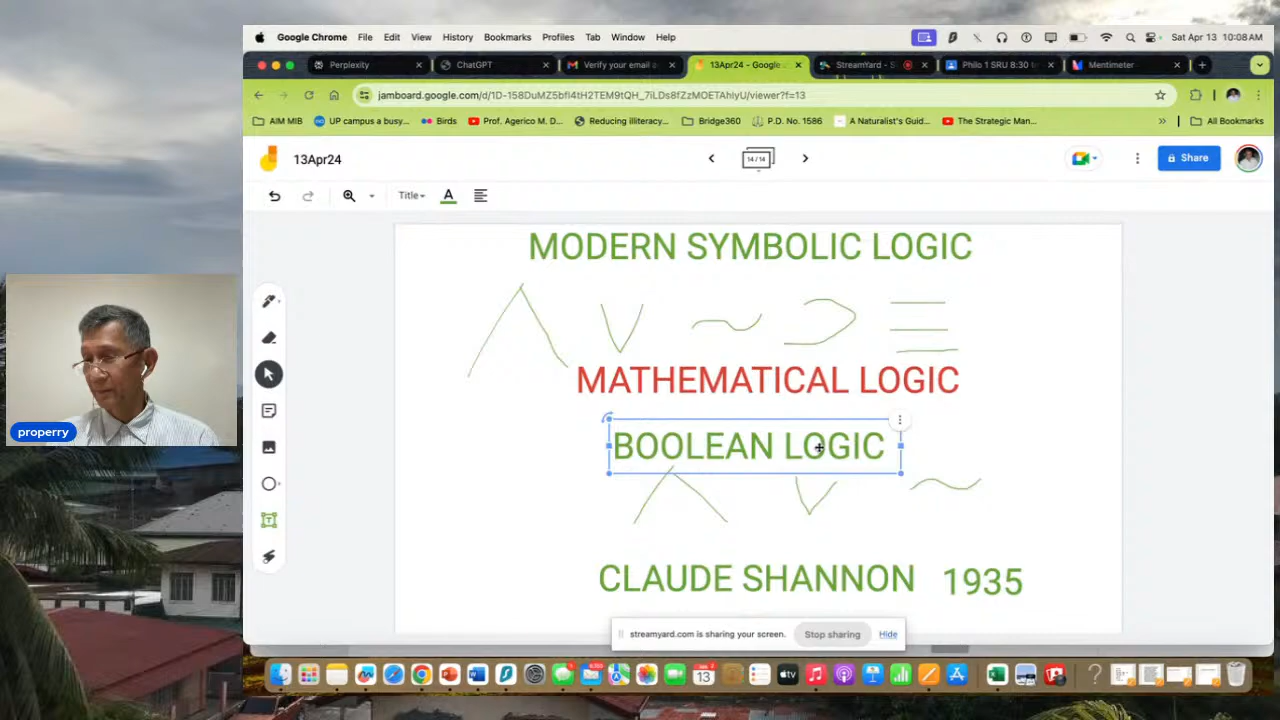 Google Chrome File Edit View History Bookmarks Profiles Tab Window Help Sat Apr 13 10:08 AM
Perplexity ChatGPT Verify your email a 13Apr24 - Google StreamYard - S Philo 1 SRU 8:30 t Mentimeter
jamboard.google.com/d/1D-158DuMZ5bfI4tH2TEM9tQH_7iLDs8fZzMOETAhlyU/viewer?f=13
AIM MIB UP campus a busy... Birds Prof. Agerico M. D... Reducing illiteracy... Bridge360 P.D. No. 1586 A Naturalist's Guid... The Strategic Man... » All Bookmarks
13Apr24 14 / 14 Share
Title
MODERN SYMBOLIC LOGIC
∧ ∨ ~ ⊃ ≡
MATHEMATICAL LOGIC
BOOLEAN LOGIC
∧ ∨ ~
CLAUDE SHANNON 1935
properry
streamyard.com is sharing your screen. Stop sharing Hide